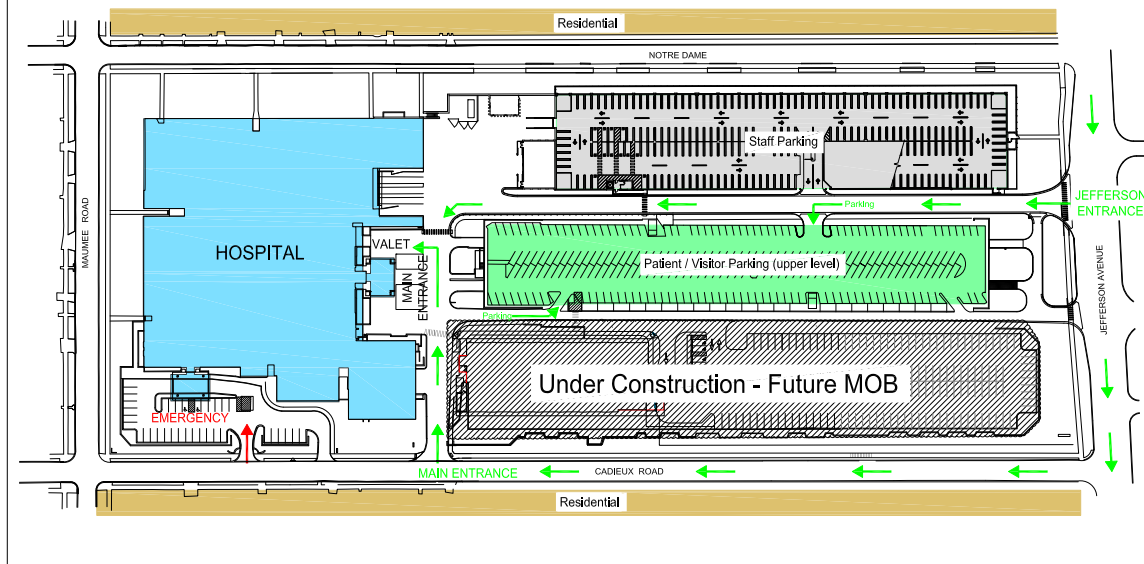 Residential
NOTRE DAME
Staff Parking
JEFFERSON
ENTRANCE
Parking
MAUMEE ROAD
HOSPITAL
VALET
MAIN
ENTRANCE
Patient / Visitor Parking (upper level)
JEFFERSON AVENUE
Parking
Under Construction - Future MOB
EMERGENCY
MAIN ENTRANCE
CADIEUX ROAD
Residential